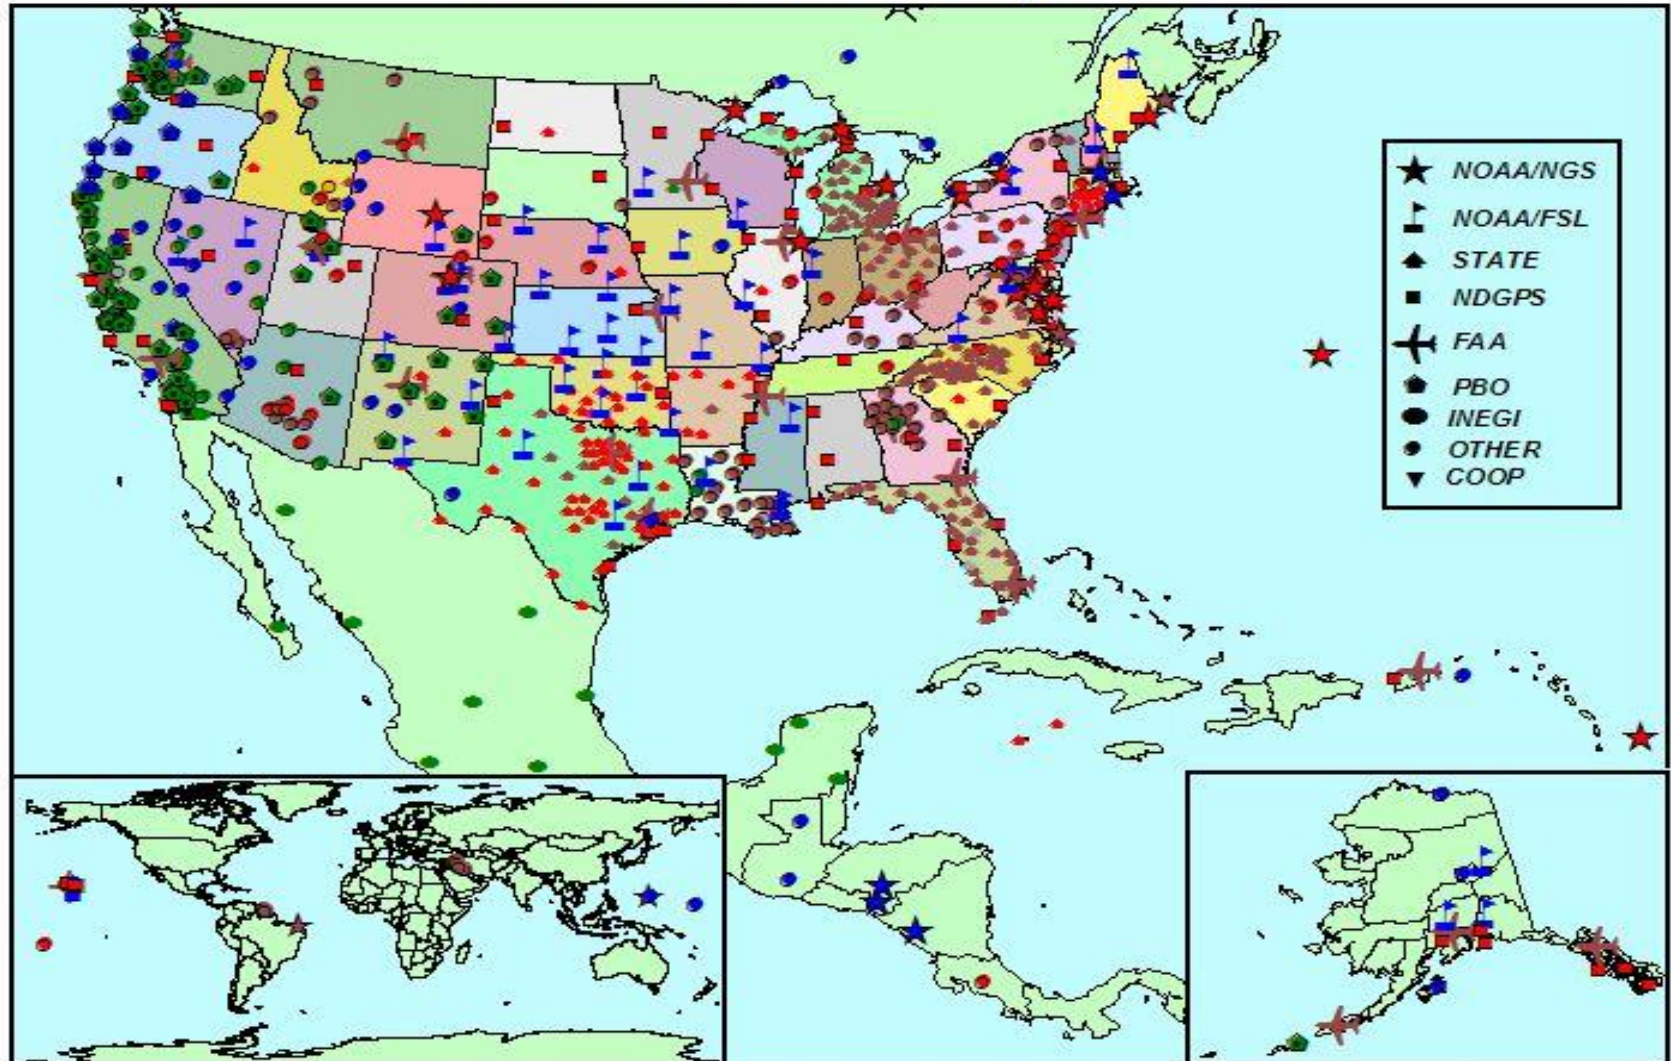 NOAA/NGS
NOAA/FSL
STATE
NDGPS
FAA
PBO
INEGI
OTHER
COOP